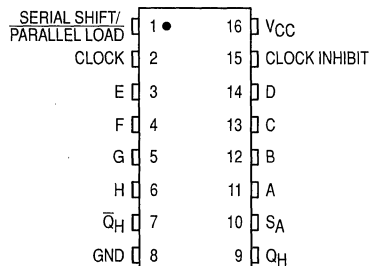 SERIAL SHIFT/
PARALLEL LOAD 1 16 VCC
CLOCK 2 15 CLOCK INHIBIT
E 3 14 D
F 4 13 C
G 5 12 B
H 6 11 A
Q̅H 7 10 SA
GND 8 9 QH